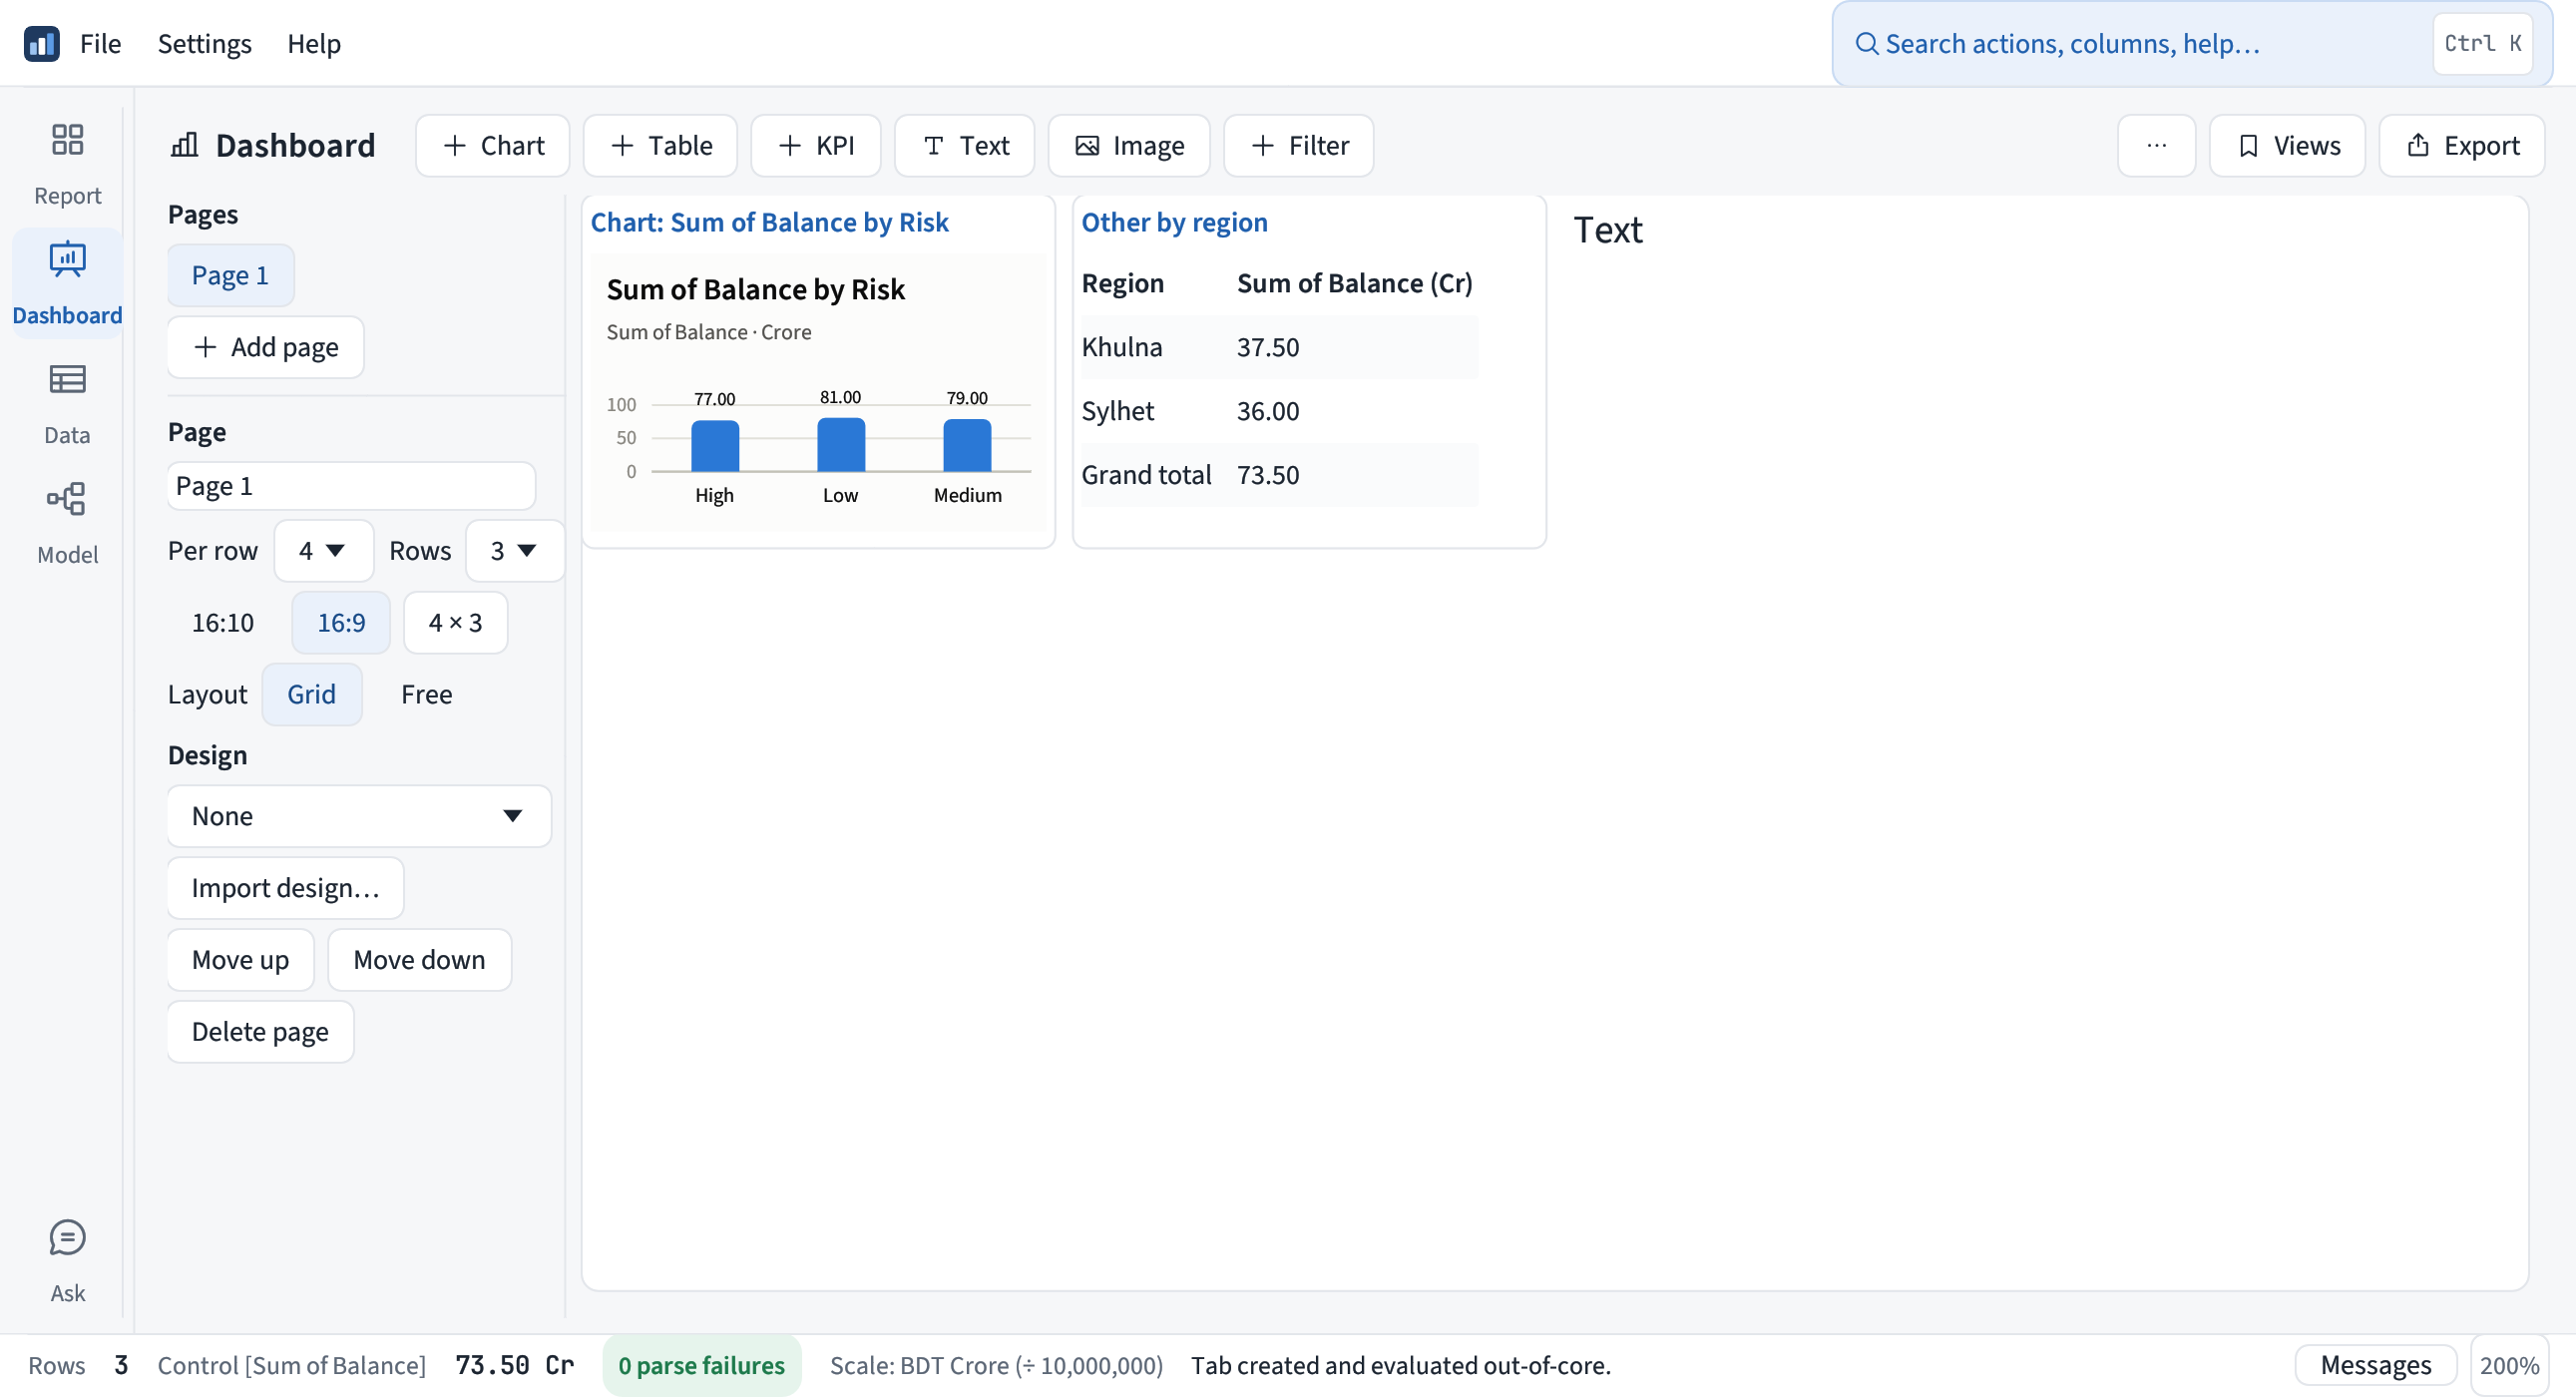 File Settings Help Search actions, columns, help... Ctrl K
Dashboard + Chart + Table + KPI Text Image + Filter ... Views Export
Report
Dashboard
Data
Model
Ask
Pages
Page 1
+ Add page
Page
Page 1
Per row 4 Rows 3
16:10 16:9 4 × 3
Layout Grid Free
Design
None
Import design...
Move up Move down
Delete page
Chart: Sum of Balance by Risk
Sum of Balance by Risk
Sum of Balance · Crore
77.00 81.00 79.00
100
50
0
High Low Medium
Other by region
Region Sum of Balance (Cr)
Khulna 37.50
Sylhet 36.00
Grand total 73.50
Text
Rows 3 Control [Sum of Balance] 73.50 Cr 0 parse failures Scale: BDT Crore (÷ 10,000,000) Tab created and evaluated out-of-core. Messages 200%